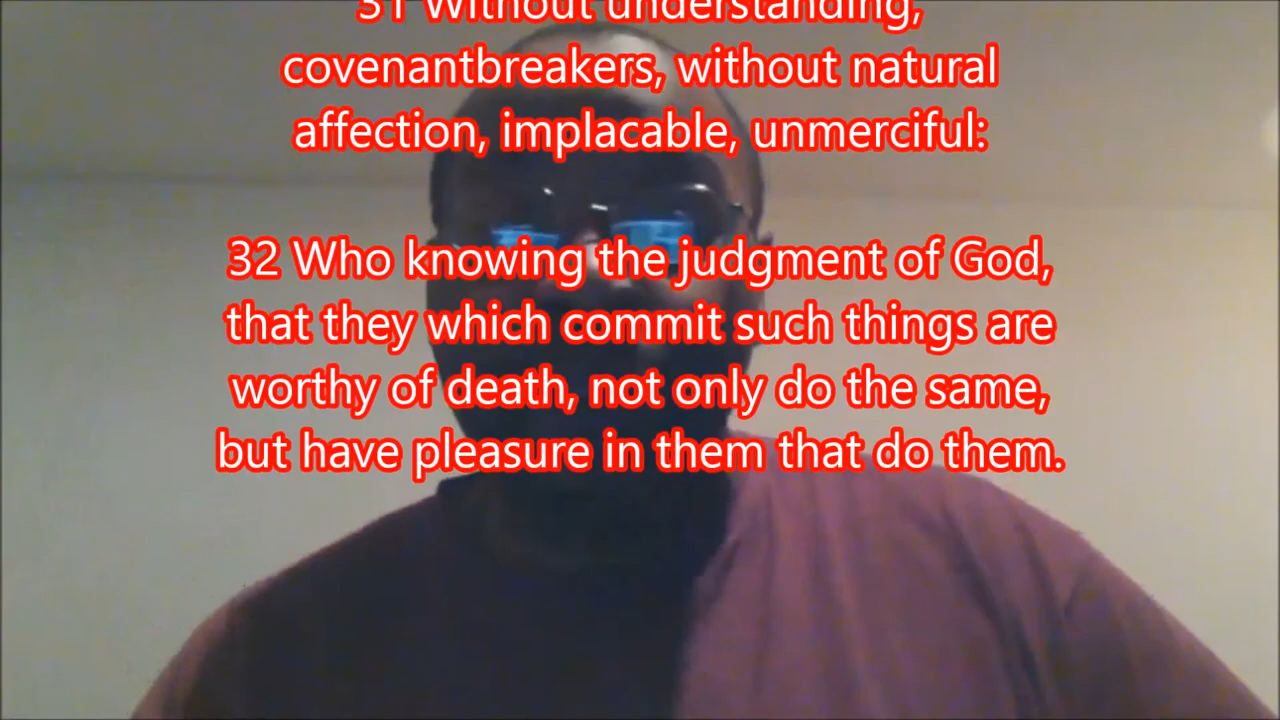 31 Without understanding,
covenantbreakers, without natural
affection, implacable, unmerciful:
32 Who knowing the judgment of God,
that they which commit such things are
worthy of death, not only do the same,
but have pleasure in them that do them.